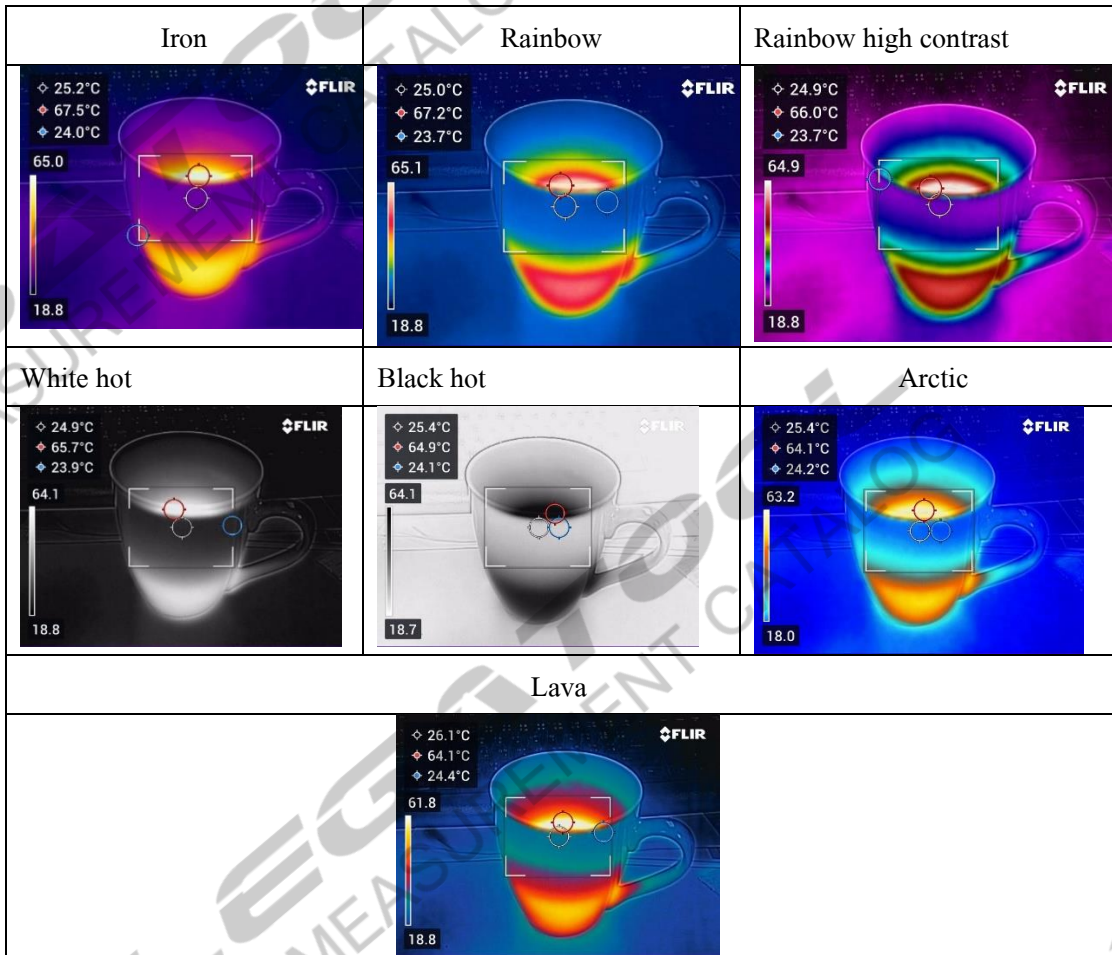 Iron
Rainbow
Rainbow high contrast
25.2°C
FLIR
67.5°C
24.0°C
65.0
18.8
25.0°C
FLIR
67.2°C
23.7°C
65.1
18.8
24.9°C
FLIR
66.0°C
23.7°C
64.9
18.8
White hot
Black hot
Arctic
24.9°C
FLIR
65.7°C
23.9°C
64.1
18.8
25.4°C
FLIR
64.9°C
24.1°C
64.1
18.7
25.4°C
FLIR
64.1°C
24.2°C
63.2
18.0
Lava
26.1°C
FLIR
64.1°C
24.4°C
61.8
18.8
LEGATOOL
MEASUREMENT CATALOG